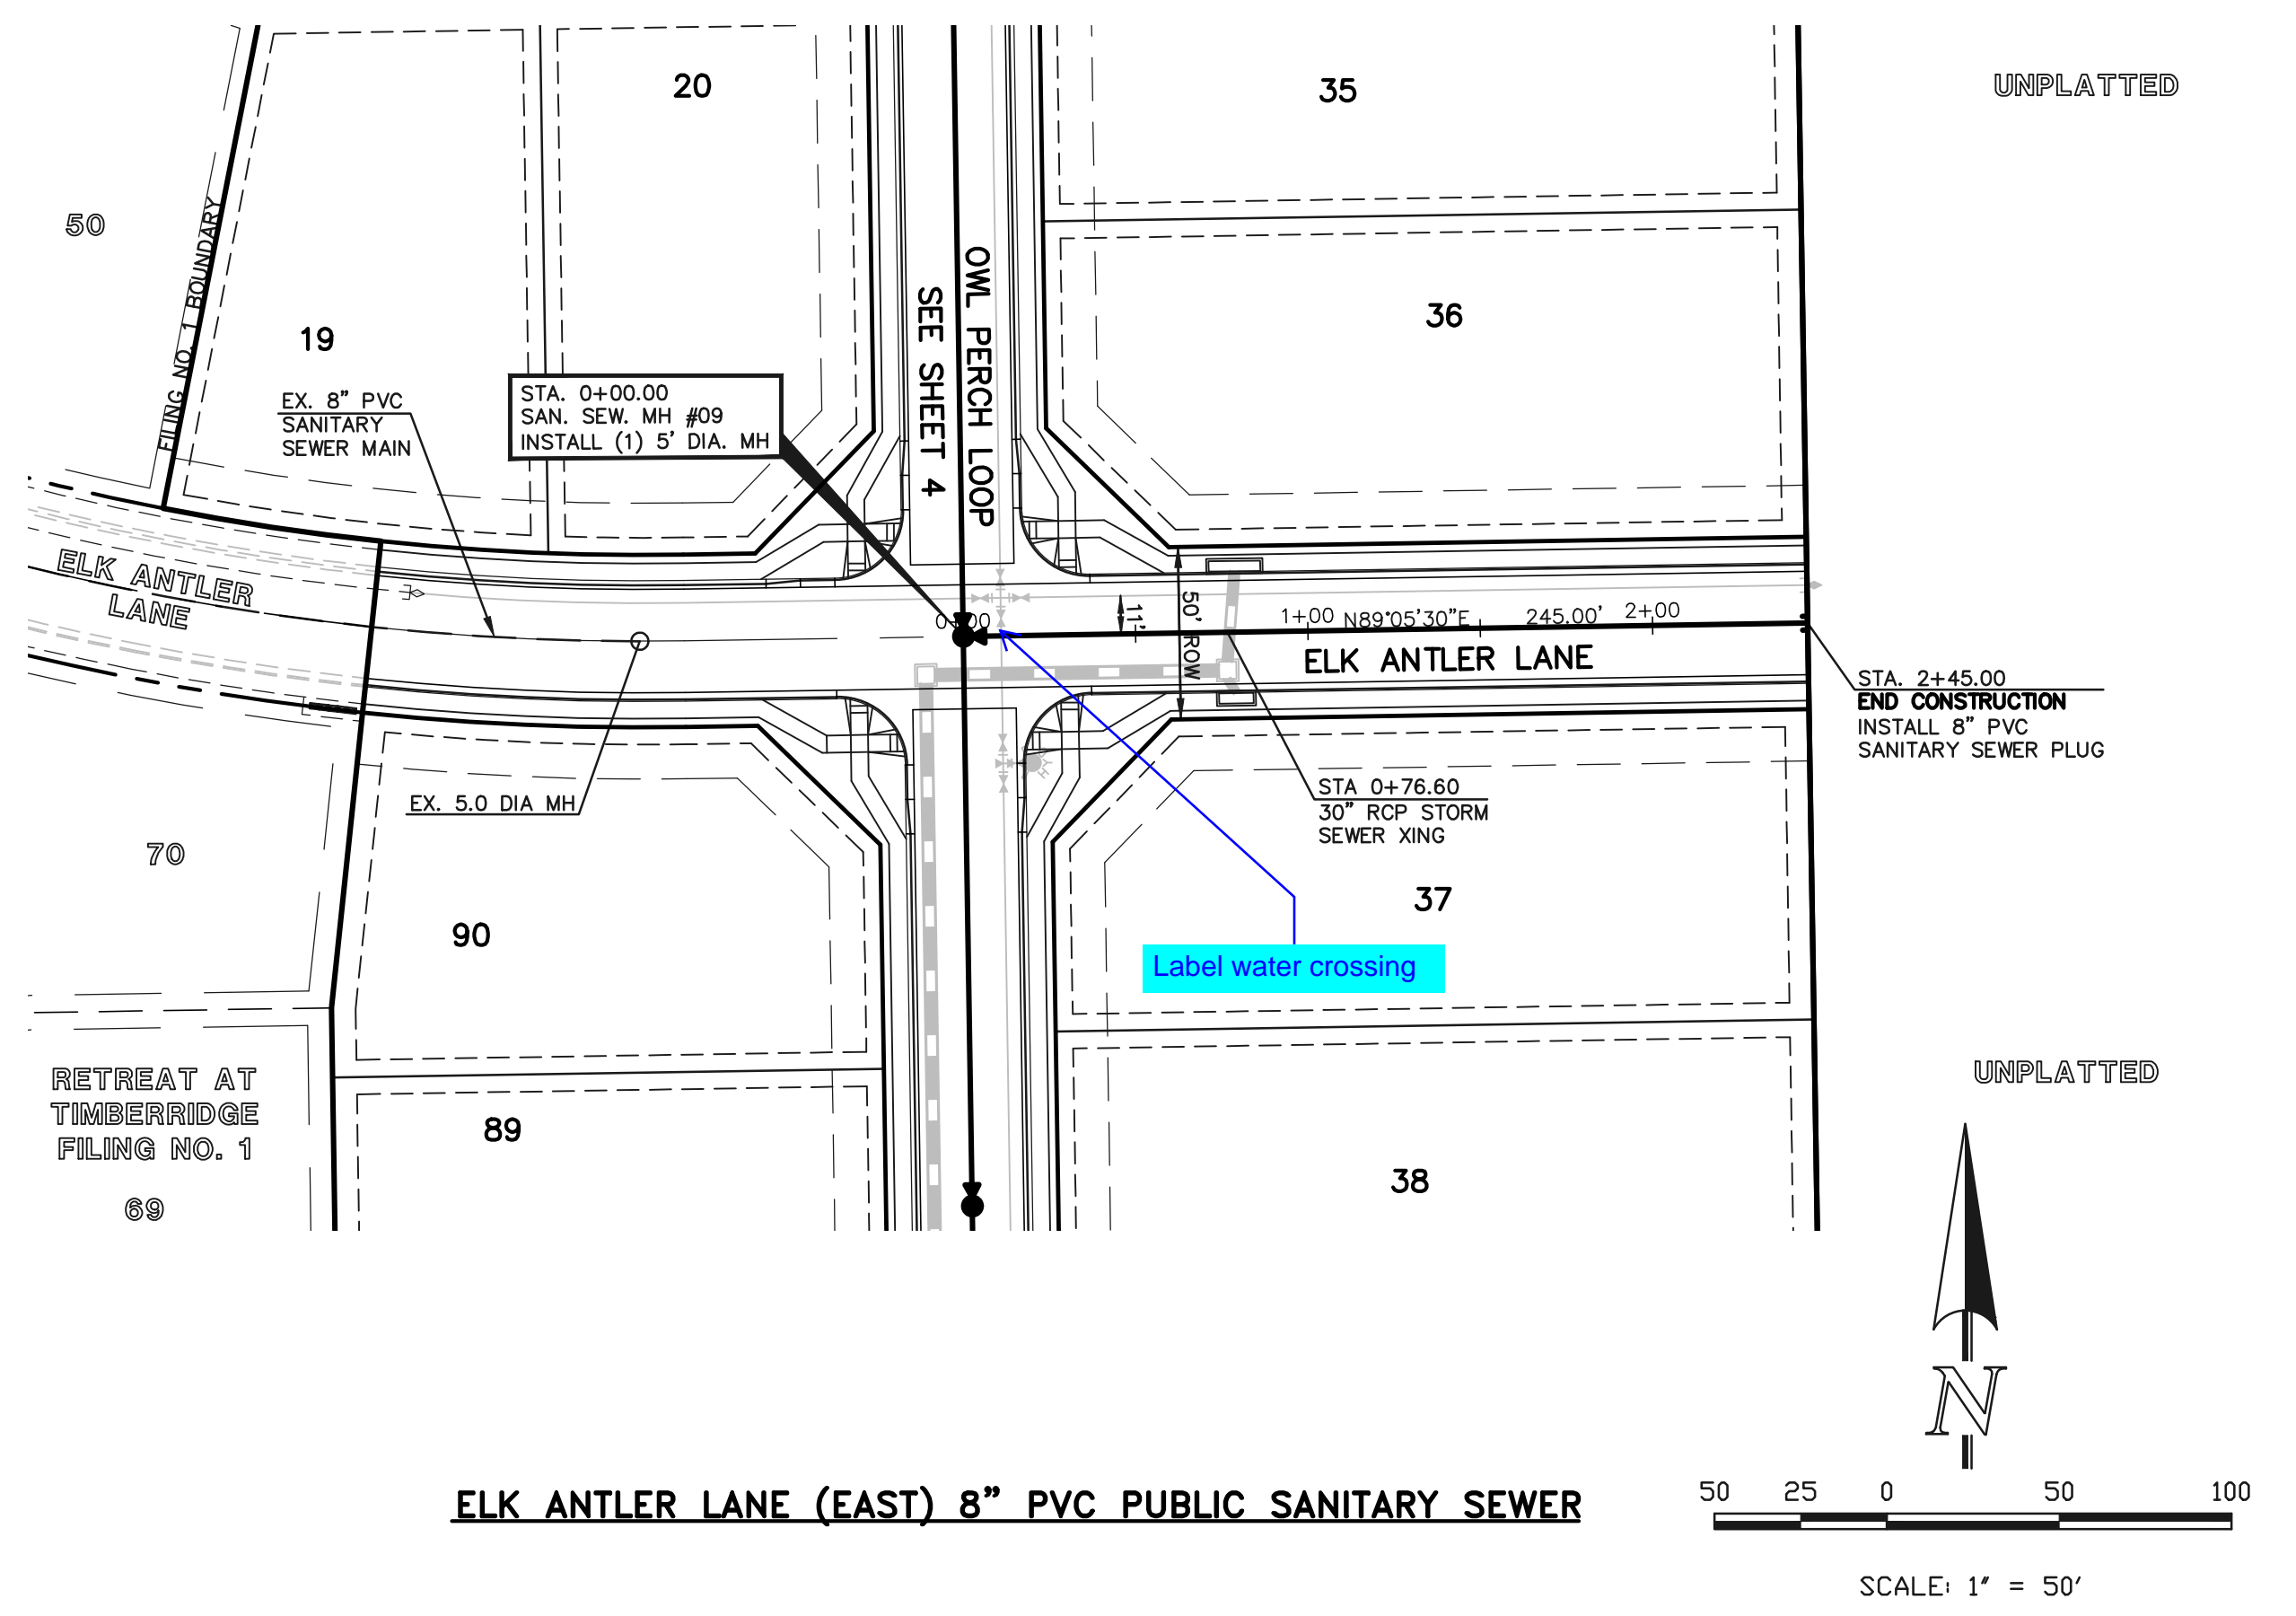 20
35
UNPLATTED
50
FILING NO. 1 BOUNDARY
19
36
OWL PERCH LOOP
SEE SHEET 4
EX. 8" PVC
SANITARY
SEWER MAIN
STA. 0+00.00
SAN. SEW. MH #09
INSTALL (1) 5' DIA. MH
ELK ANTLER
LANE
0+00
11'
50' ROW
1+00
N89°05'30"E
245.00'
2+00
ELK ANTLER LANE
STA. 2+45.00
END CONSTRUCTION
INSTALL 8" PVC
SANITARY SEWER PLUG
EX. 5.0 DIA MH
STA 0+76.60
30" RCP STORM
SEWER XING
70
90
37
Label water crossing
RETREAT AT
TIMBERRIDGE
FILING NO. 1
69
89
38
UNPLATTED
N
ELK ANTLER LANE (EAST) 8" PVC PUBLIC SANITARY SEWER
50 25 0 50 100
SCALE: 1" = 50'